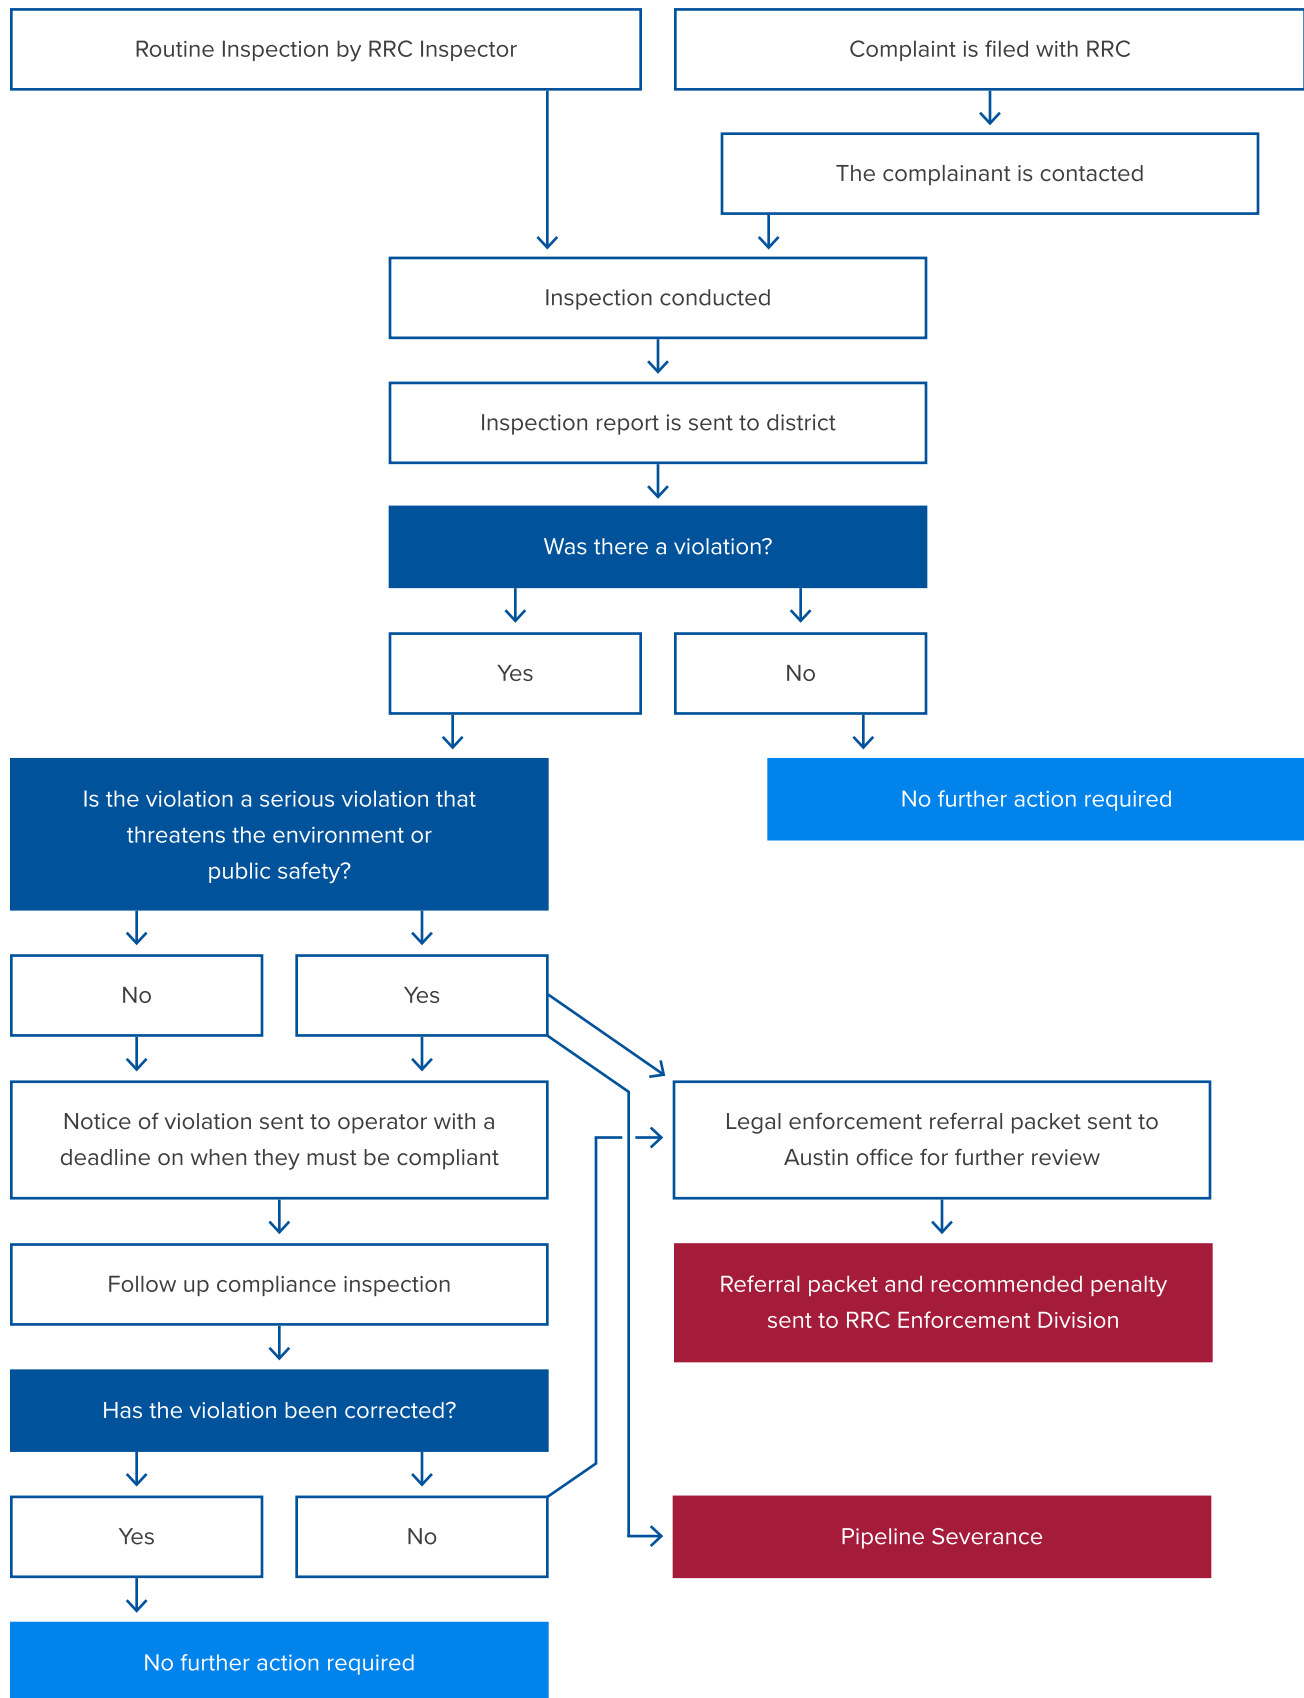 Routine Inspection by RRC Inspector
Complaint is filed with RRC
The complainant is contacted
Inspection conducted
Inspection report is sent to district
Was there a violation?
Yes
No
Is the violation a serious violation that
threatens the environment or
public safety?
No further action required
No
Yes
Notice of violation sent to operator with a
deadline on when they must be compliant
Legal enforcement referral packet sent to
Austin office for further review
Follow up compliance inspection
Referral packet and recommended penalty
sent to RRC Enforcement Division
Has the violation been corrected?
Yes
No
Pipeline Severance
No further action required